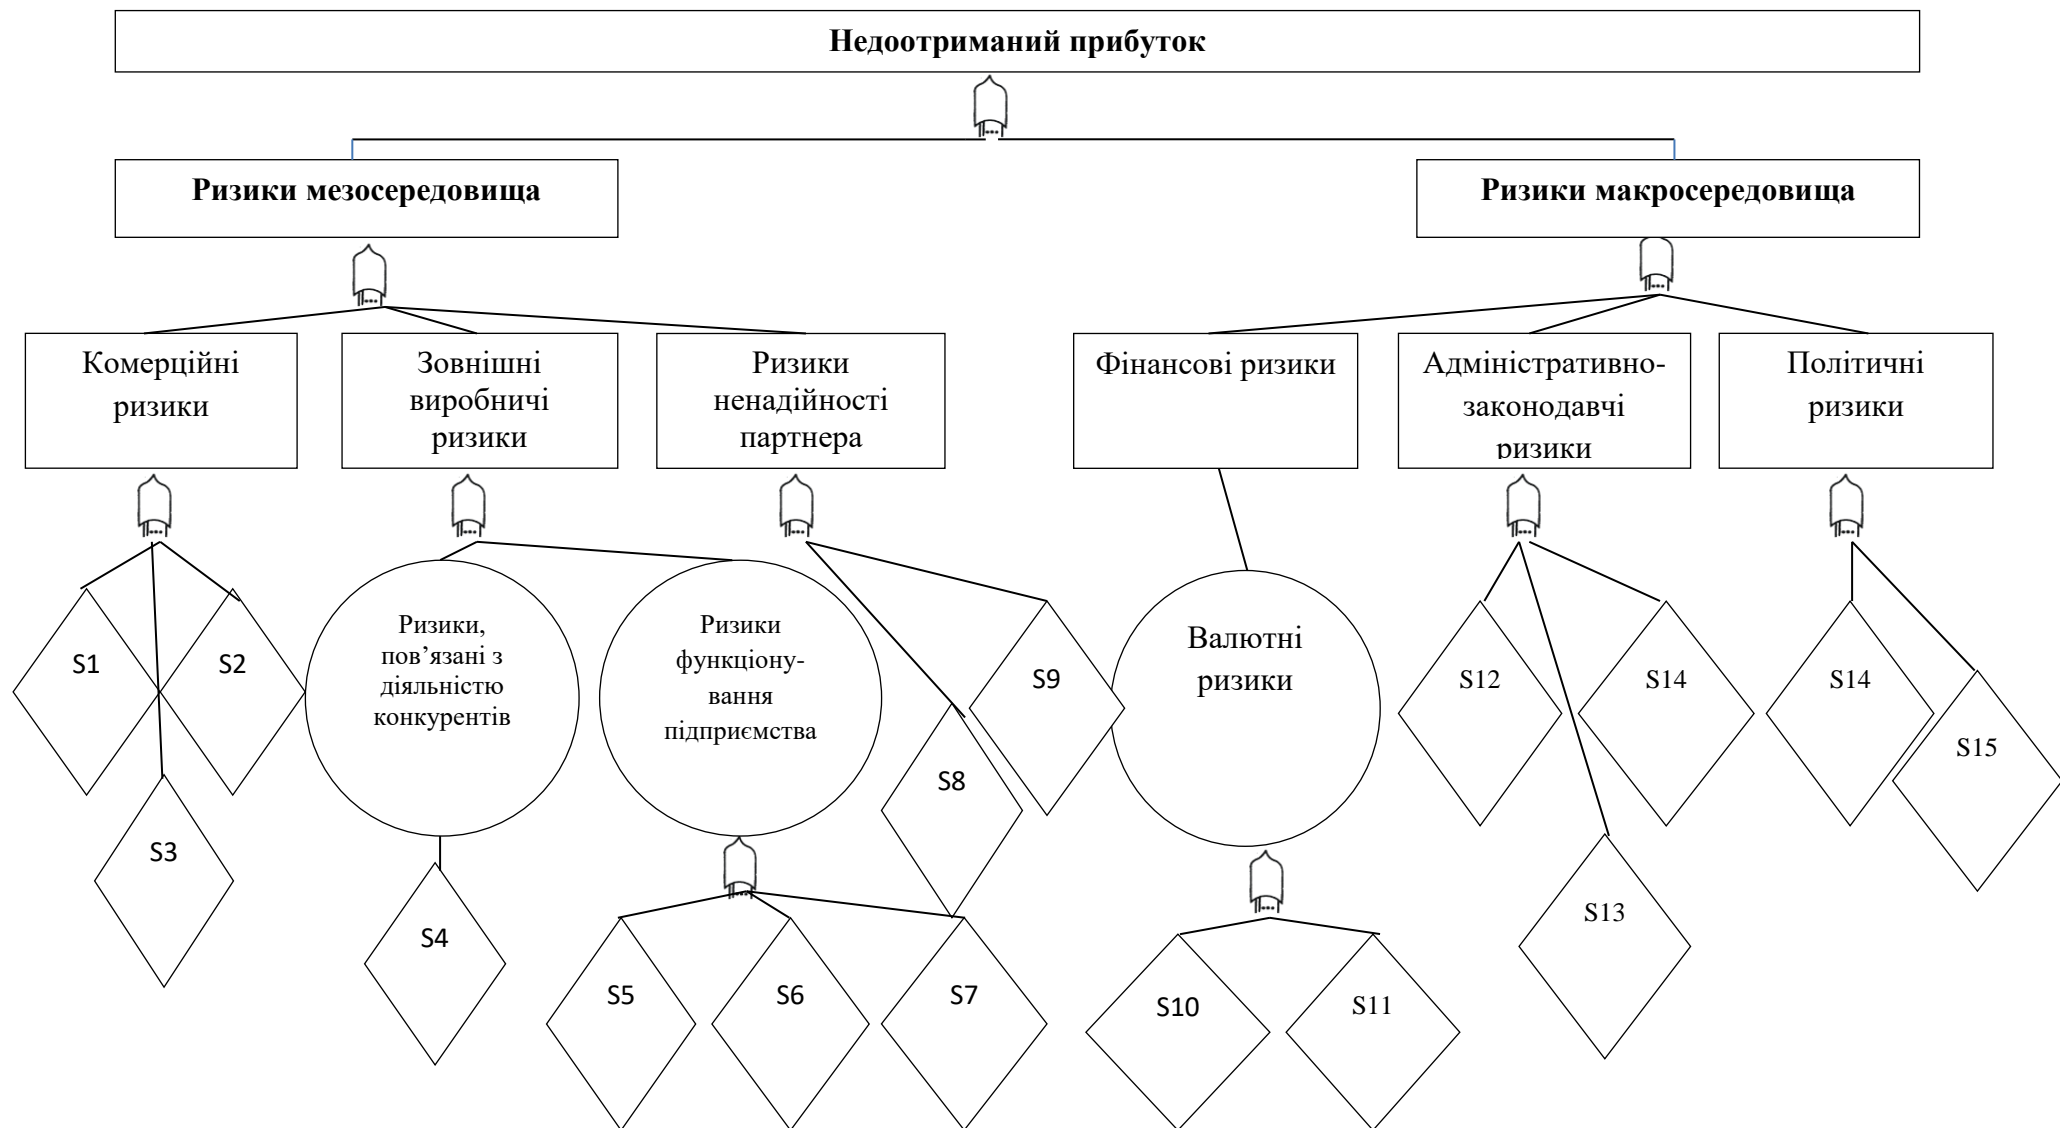 Недоотриманий прибуток
Ризики мезосередовища
Ризики макросередовища
Комерційні
ризики
Зовнішні
виробничі
ризики
Ризики
ненадійності
партнера
Фінансові ризики
Адміністративно-
законодавчі
ризики
Політичні
ризики
S1
S2
S3
Ризики,
пов’язані з
діяльністю
конкурентів
Ризики
функціону-
вання
підприємства
S9
S8
Валютні
ризики
S12
S14
S13
S14
S15
S4
S5
S6
S7
S10
S11